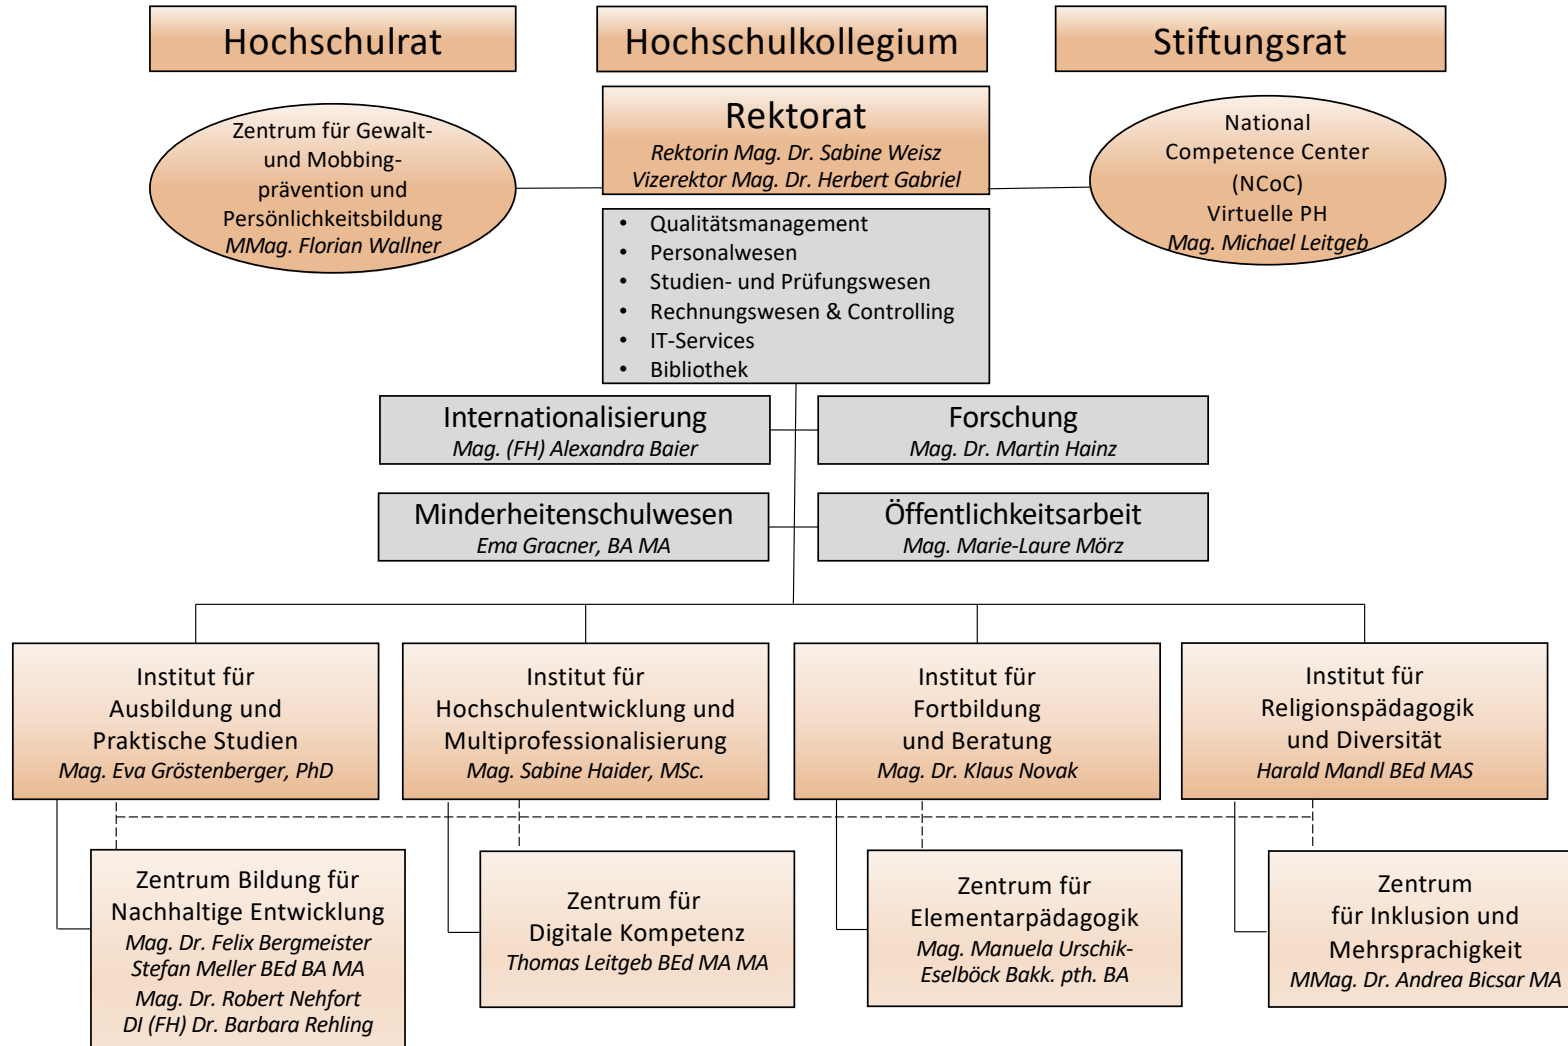 Hochschulrat
Hochschulkollegium
Stiftungsrat
Zentrum für Gewalt-
und Mobbing-
prävention und
Persönlichkeitsbildung
MMag. Florian Wallner
Rektorat
Rektorin Mag. Dr. Sabine Weisz
Vizerektor Mag. Dr. Herbert Gabriel
National
Competence Center
(NCoC)
Virtuelle PH
Mag. Michael Leitgeb
• Qualitätsmanagement
• Personalwesen
• Studien- und Prüfungswesen
• Rechnungswesen & Controlling
• IT-Services
• Bibliothek
Internationalisierung
Mag. (FH) Alexandra Baier
Forschung
Mag. Dr. Martin Hainz
Minderheitenschulwesen
Ema Gracner, BA MA
Öffentlichkeitsarbeit
Mag. Marie-Laure Mörz
Institut für
Ausbildung und
Praktische Studien
Mag. Eva Gröstenberger, PhD
Institut für
Hochschulentwicklung und
Multiprofessionalisierung
Mag. Sabine Haider, MSc.
Institut für
Fortbildung
und Beratung
Mag. Dr. Klaus Novak
Institut für
Religionspädagogik
und Diversität
Harald Mandl BEd MAS
Zentrum Bildung für
Nachhaltige Entwicklung
Mag. Dr. Felix Bergmeister
Stefan Meller BEd BA MA
Mag. Dr. Robert Nehfort
DI (FH) Dr. Barbara Rehling
Zentrum für
Digitale Kompetenz
Thomas Leitgeb BEd MA MA
Zentrum für
Elementarpädagogik
Mag. Manuela Urschik-
Eselböck Bakk. pth. BA
Zentrum
für Inklusion und
Mehrsprachigkeit
MMag. Dr. Andrea Bicsar MA